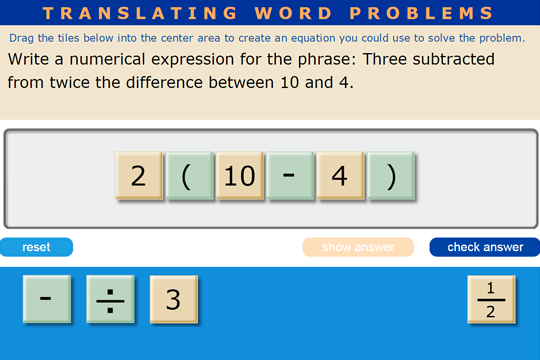 TRANSLATING WORD PROBLEMS
Drag the tiles below into the center area to create an equation you could use to solve the problem.
Write a numerical expression for the phrase: Three subtracted
from twice the difference between 10 and 4.
2 ( 10 - 4 )
reset show answer check answer
- ÷ 3 1/2